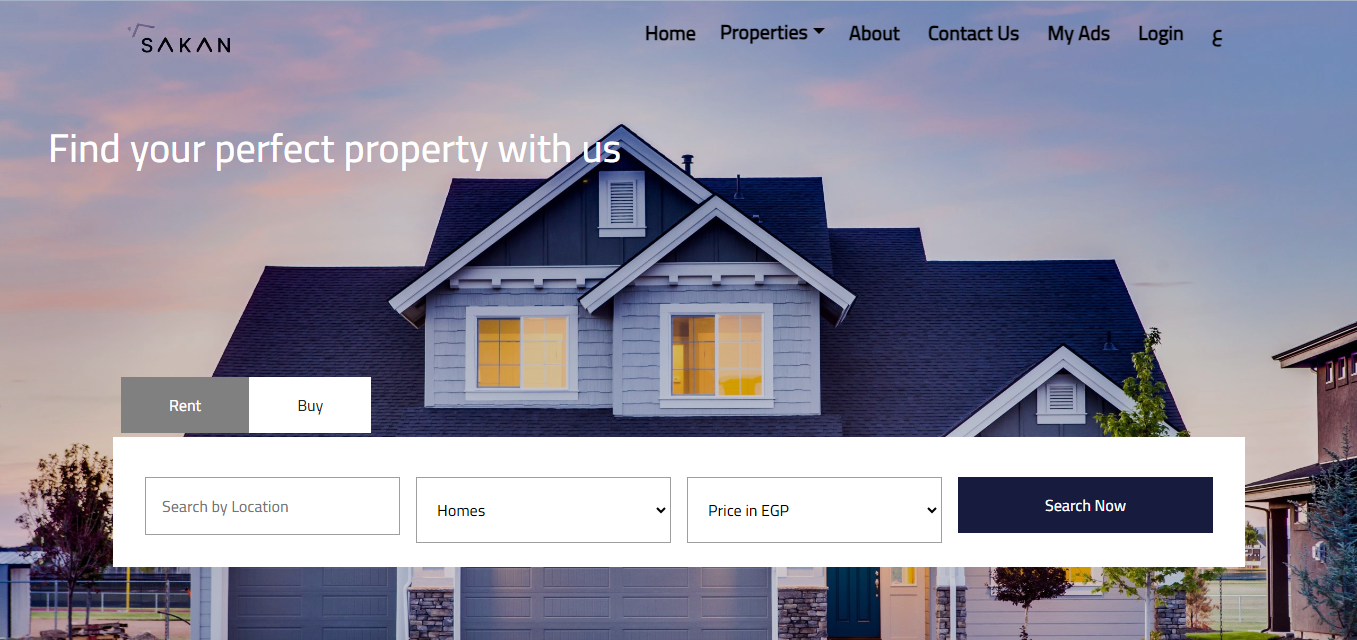 SAKAN
Home Properties About Contact Us My Ads Login ع
Find your perfect property with us
Rent Buy
Search by Location Homes Price in EGP Search Now